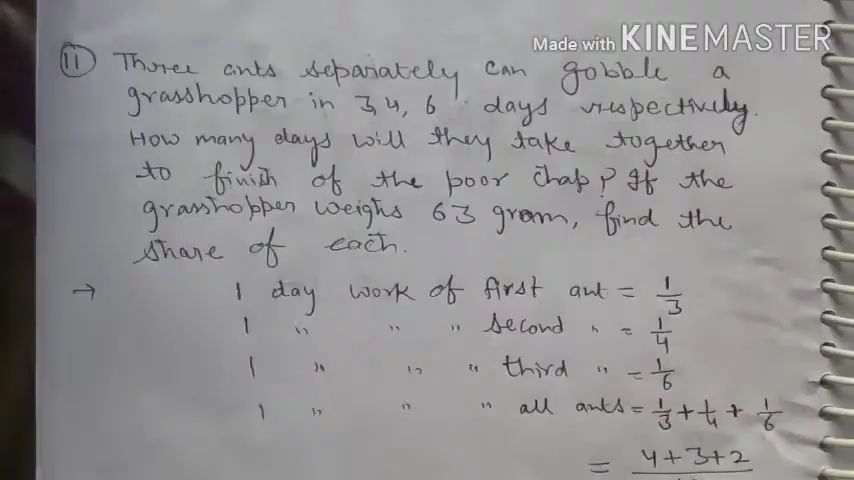 Made with KINEMASTER
(11) Three ants separately can gobble a
grasshopper in 3, 4, 6 days respectively.
How many days will they take together
to finish of the poor chap? If the
grasshopper weighs 63 gram, find the
share of each.
→ 1 day work of first ant = 1/3
1 " " " second " = 1/4
1 " " " third " = 1/6
1 " " " all ants = 1/3 + 1/4 + 1/6
= 4+3+2